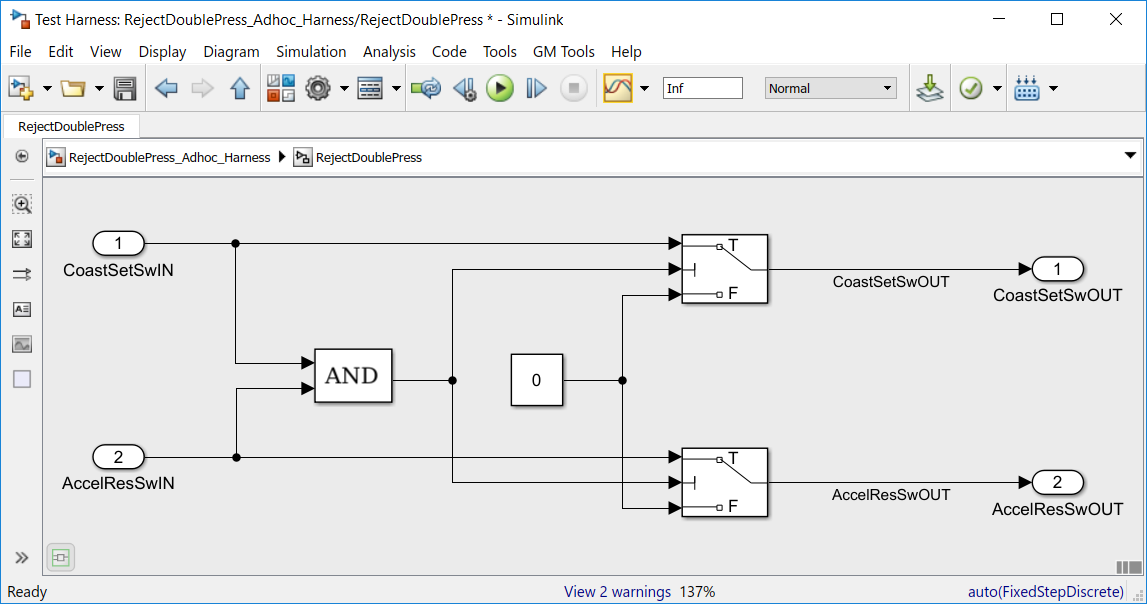 Test Harness: RejectDoublePress_Adhoc_Harness/RejectDoublePress * - Simulink
File Edit View Display Diagram Simulation Analysis Code Tools GM Tools Help
Inf Normal
RejectDoublePress
RejectDoublePress_Adhoc_Harness RejectDoublePress
1
CoastSetSwIN
T
F
CoastSetSwOUT
1
CoastSetSwOUT
AND
0
2
AccelResSwIN
T
F
AccelResSwOUT
2
AccelResSwOUT
Ready View 2 warnings 137% auto(FixedStepDiscrete)